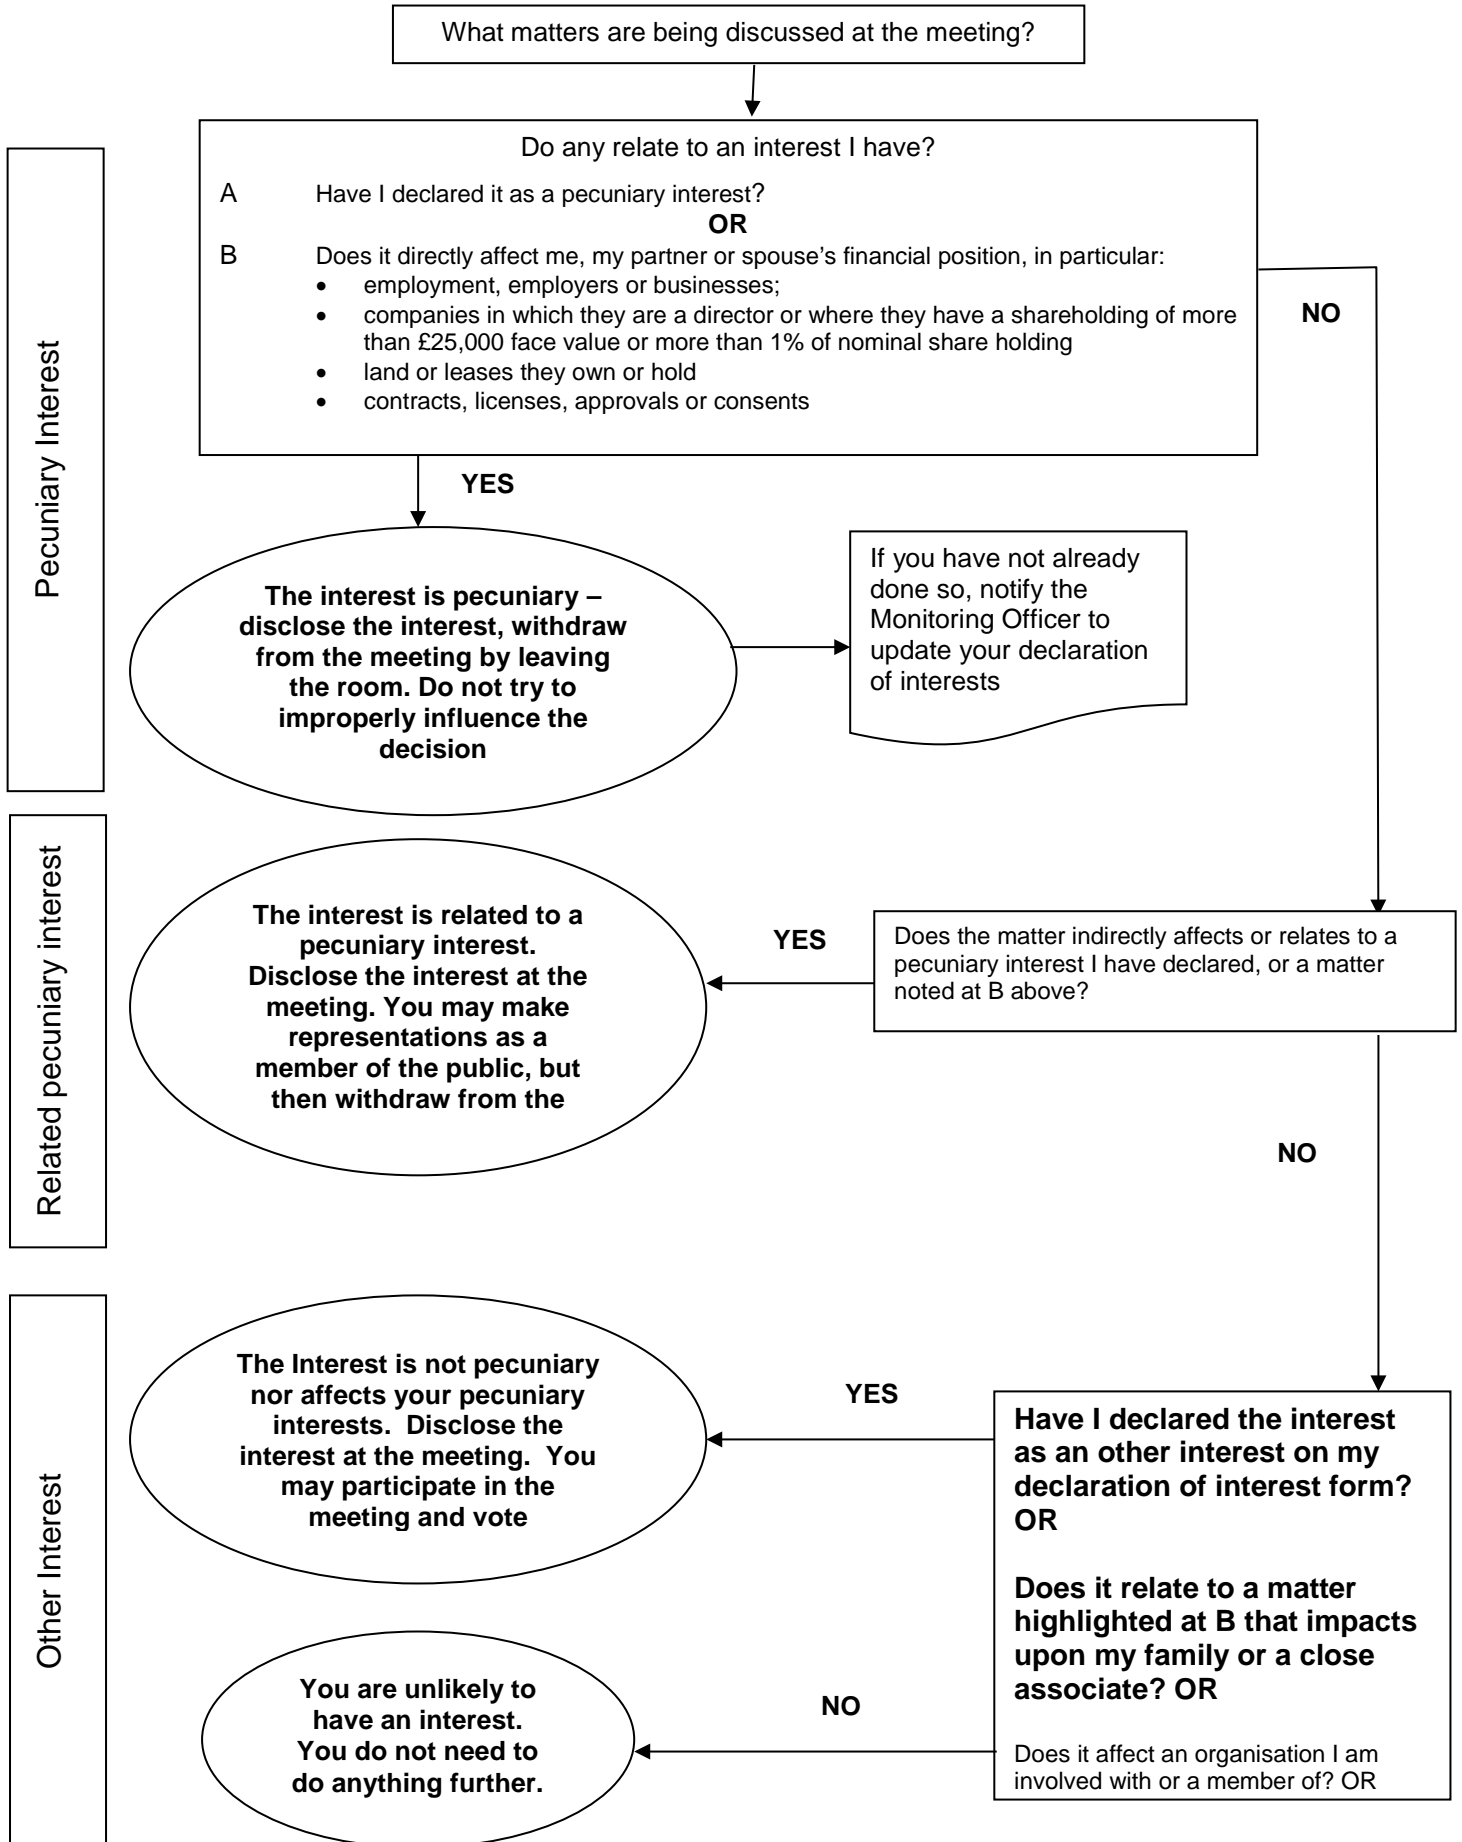 What matters are being discussed at the meeting?
Do any relate to an interest I have?
A Have I declared it as a pecuniary interest?
OR
B Does it directly affect me, my partner or spouse's financial position, in particular:
• employment, employers or businesses;
• companies in which they are a director or where they have a shareholding of more
than £25,000 face value or more than 1% of nominal share holding
• land or leases they own or hold
• contracts, licenses, approvals or consents
NO
Pecuniary Interest
YES
The interest is pecuniary –
disclose the interest, withdraw
from the meeting by leaving
the room. Do not try to
improperly influence the
decision
If you have not already
done so, notify the
Monitoring Officer to
update your declaration
of interests
Related pecuniary interest
The interest is related to a
pecuniary interest.
Disclose the interest at the
meeting. You may make
representations as a
member of the public, but
then withdraw from the
YES
Does the matter indirectly affects or relates to a
pecuniary interest I have declared, or a matter
noted at B above?
NO
Other Interest
The Interest is not pecuniary
nor affects your pecuniary
interests. Disclose the
interest at the meeting. You
may participate in the
meeting and vote
YES
Have I declared the interest
as an other interest on my
declaration of interest form?
OR
Does it relate to a matter
highlighted at B that impacts
upon my family or a close
associate? OR
Does it affect an organisation I am
involved with or a member of? OR
NO
You are unlikely to
have an interest.
You do not need to
do anything further.